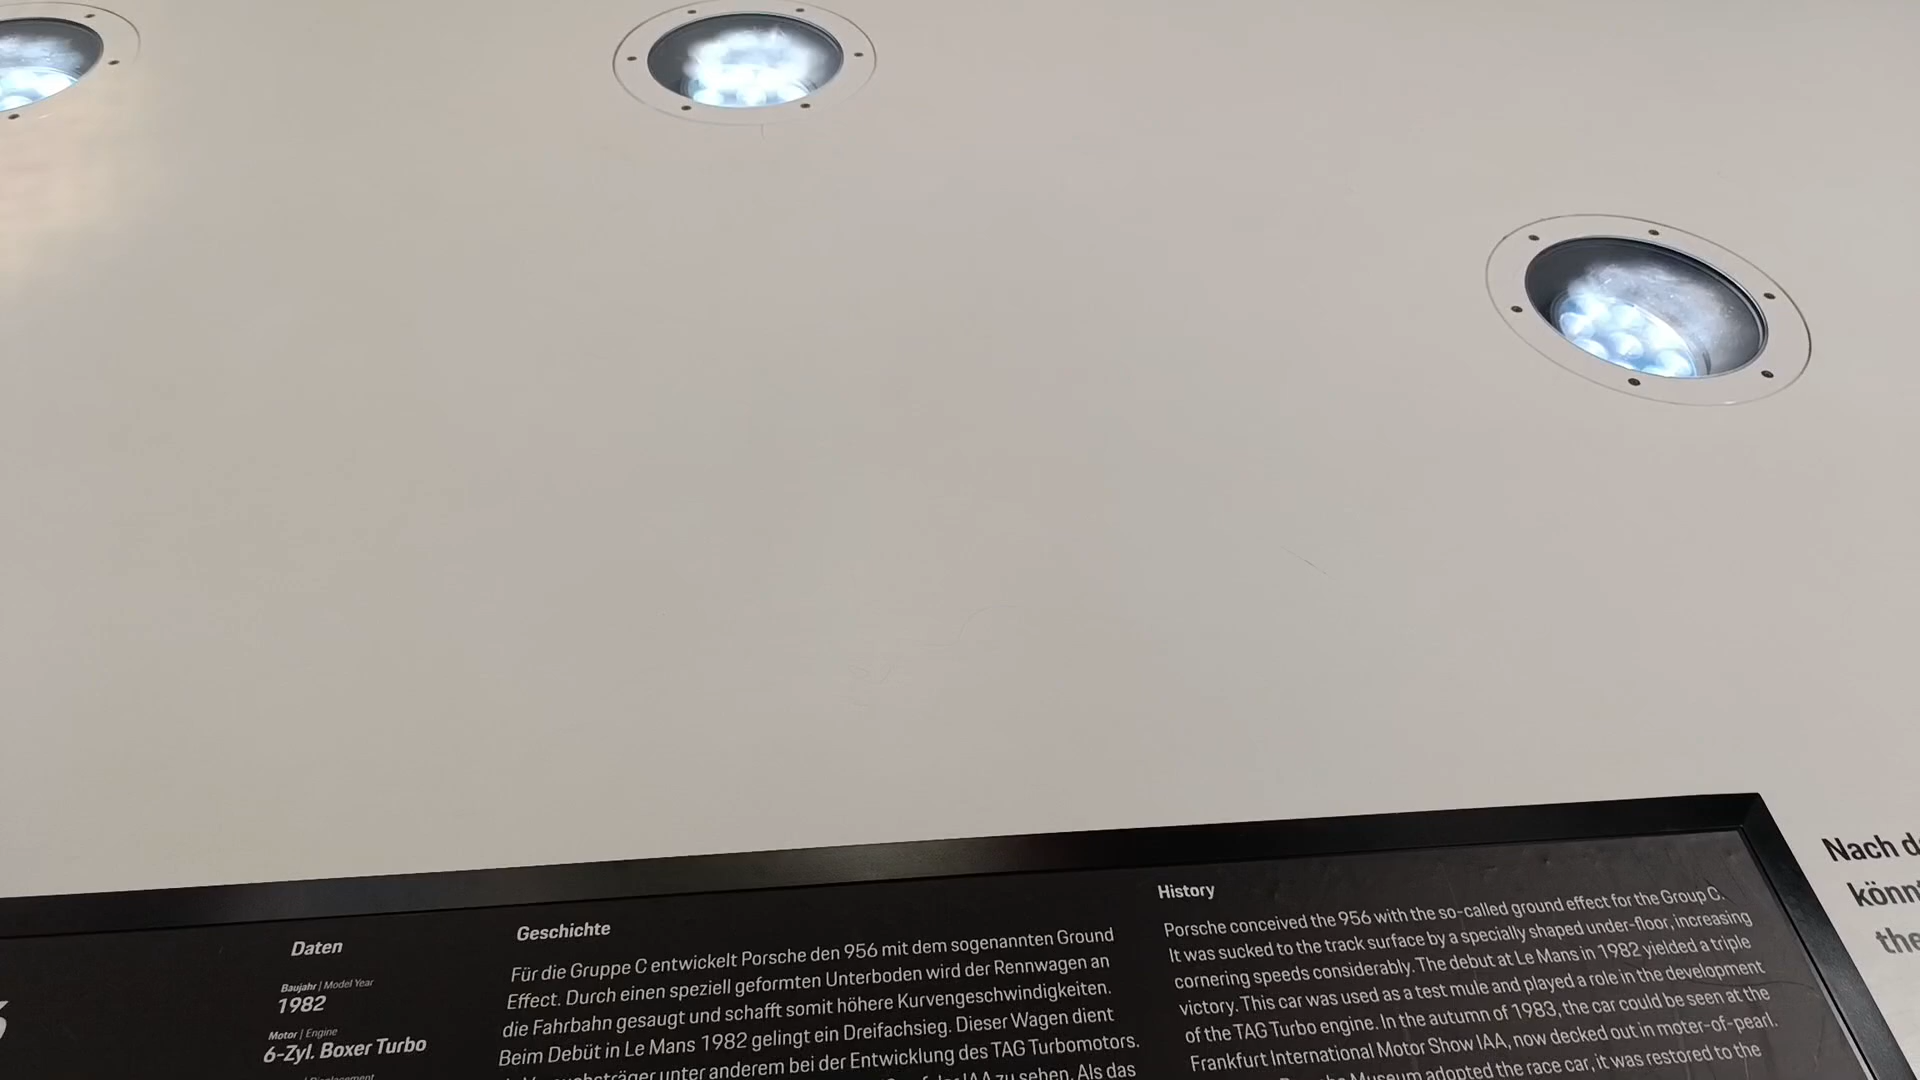 Daten
Baujahr | Model Year
1982
Motor | Engine
6-Zyl. Boxer Turbo
Geschichte
Für die Gruppe C entwickelt Porsche den 956 mit dem sogenannten Ground
Effect. Durch einen speziell geformten Unterboden wird der Rennwagen an
die Fahrbahn gesaugt und schafft somit höhere Kurvengeschwindigkeiten.
Beim Debüt in Le Mans 1982 gelingt ein Dreifachsieg. Dieser Wagen dient
unter anderem bei der Entwicklung des TAG Turbomotors.
IAA zu sehen. Als das
History
Porsche conceived the 956 with the so-called ground effect for the Group C.
It was sucked to the track surface by a specially shaped under-floor, increasing
cornering speeds considerably. The debut at Le Mans in 1982 yielded a triple
victory. This car was used as a test mule and played a role in the development
of the TAG Turbo engine. In the autumn of 1983, the car could be seen at the
Frankfurt International Motor Show IAA, now decked out in moter-of-pearl.
Museum adopted the race car, it was restored to the
Nach